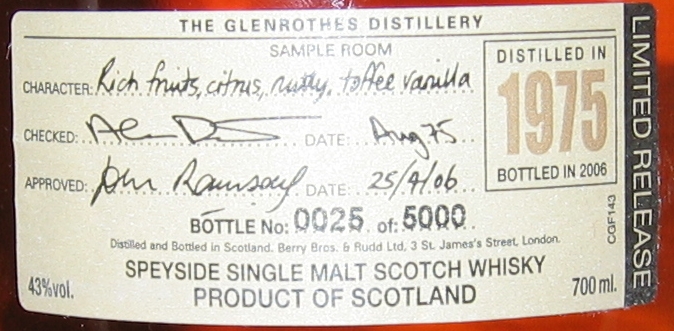 THE GLENROTHES DISTILLERY
SAMPLE ROOM
CHARACTER: Rich fruits, citrus, nutty, toffee vanilla
CHECKED: DATE: Aug 75
APPROVED: John Ramsay DATE: 25/4/06
BOTTLE No: 0025 of: 5000
Distilled and Bottled in Scotland. Berry Bros. & Rudd Ltd, 3 St. James's Street, London.
43%vol.
SPEYSIDE SINGLE MALT SCOTCH WHISKY
PRODUCT OF SCOTLAND
700 ml.
DISTILLED IN
1975
BOTTLED IN 2006
CGF143
LIMITED RELEASE